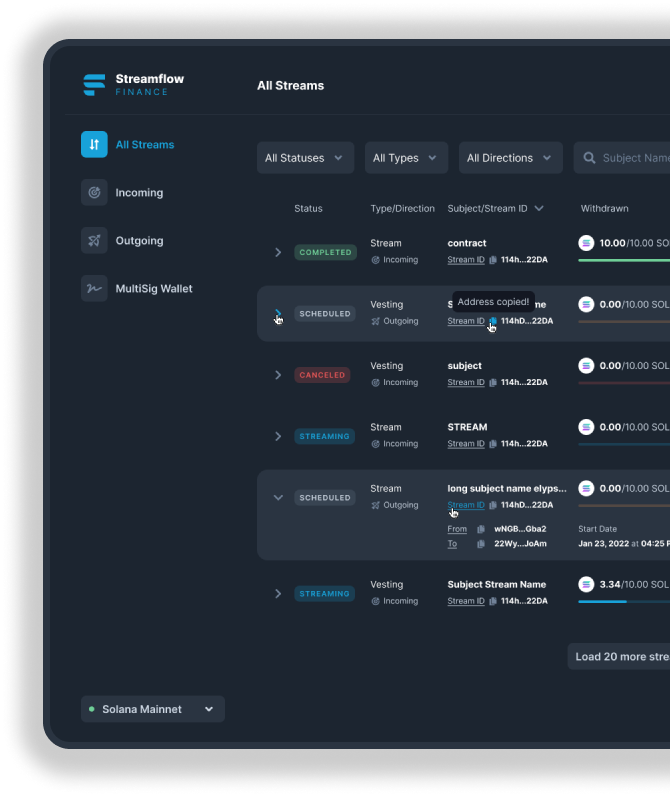 Streamflow
FINANCE
All Streams
All Streams
Incoming
Outgoing
MultiSig Wallet
All Statuses
All Types
All Directions
Subject Name
Status
Type/Direction
Subject/Stream ID
Withdrawn
COMPLETED
Stream
Incoming
contract
Stream ID 114h...22DA
10.00/10.00 SO
SCHEDULED
Vesting
Outgoing
Address copied!
Stream ID 114hD...22DA
0.00/10.00 SOL
CANCELED
Vesting
Incoming
subject
Stream ID 114h...22DA
0.00/10.00 SOL
STREAMING
Stream
Incoming
STREAM
Stream ID 114h...22DA
0.00/10.00 SOL
SCHEDULED
Stream
Outgoing
long subject name elyps...
Stream ID 114hD...22DA
From wNGB...Gba2
To 22Wy...JoAm
0.00/10.00 SOL
Start Date
Jan 23, 2022 at 04:25 P
STREAMING
Vesting
Incoming
Subject Stream Name
Stream ID 114h...22DA
3.34/10.00 SOL
Load 20 more stre
Solana Mainnet